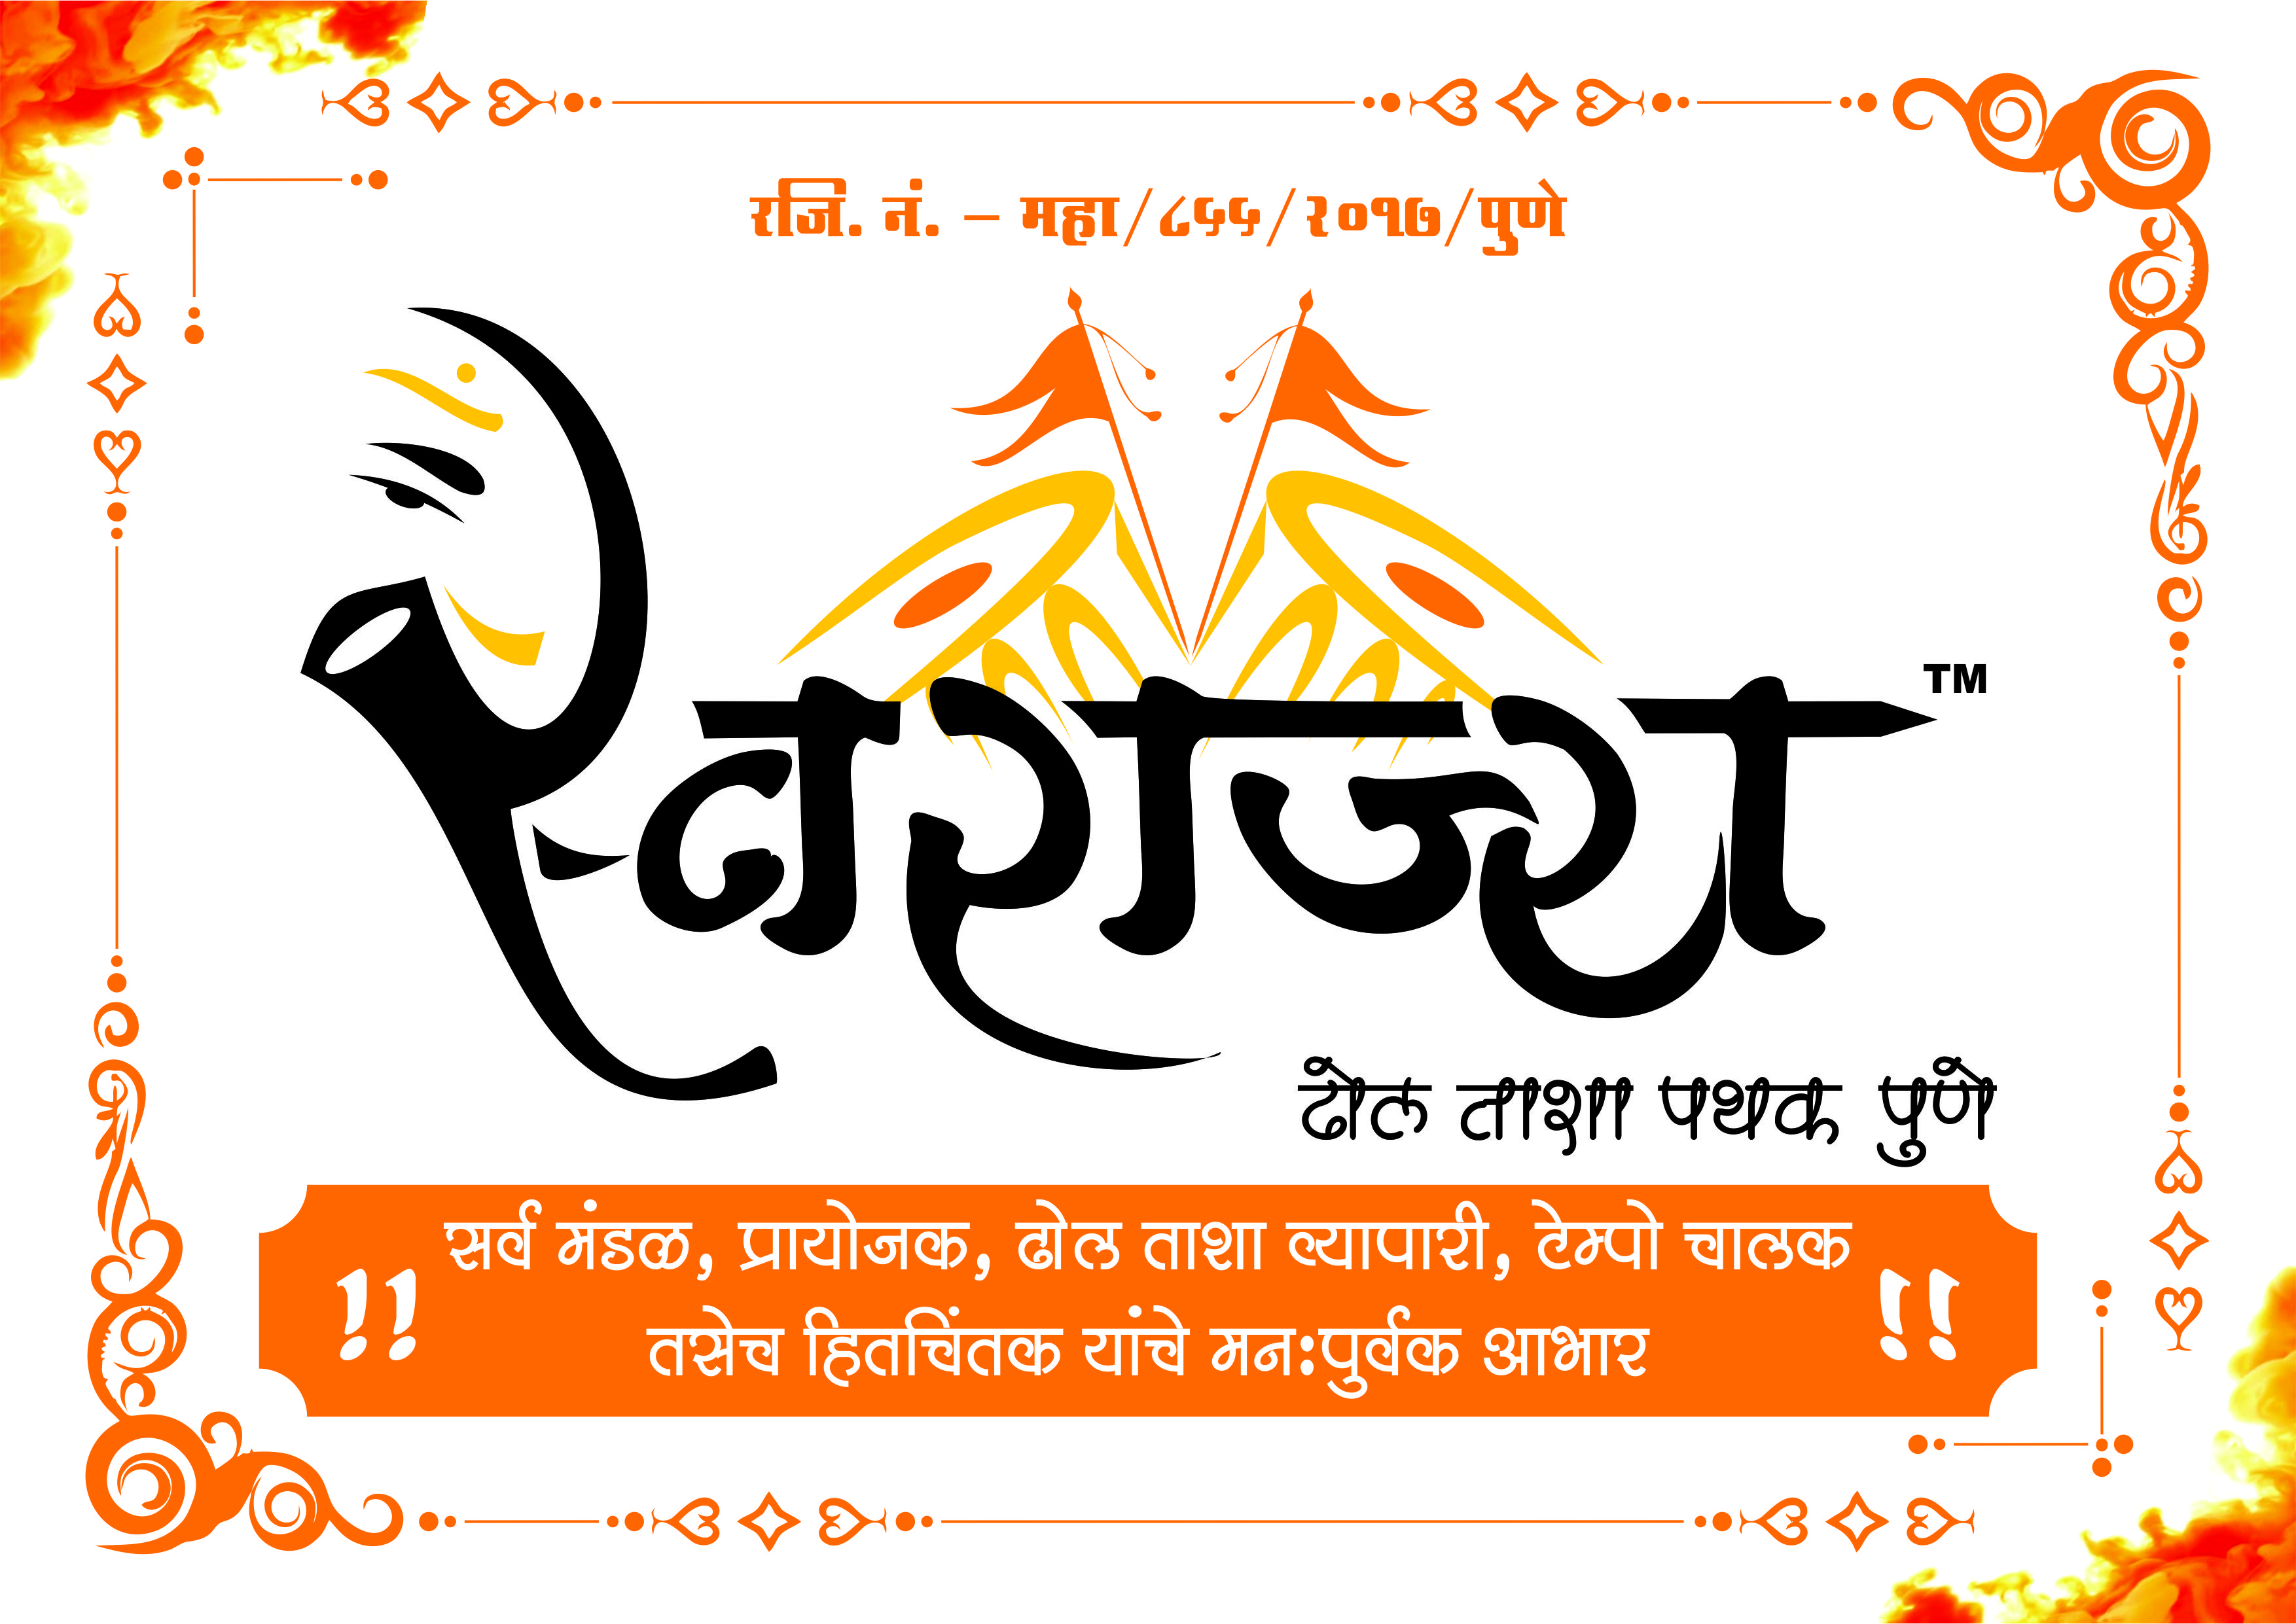 रजि. नं. – महा/८५५/२०१७/पुणे
स्वराज्य TM
ढोल ताशा पथक पुणे
सर्व मंडळ, प्रायोजक, ढोल ताशा व्यापारी, टेम्पो चालक
तसेच हितचिंतक यांचे मनःपुर्वक आभार